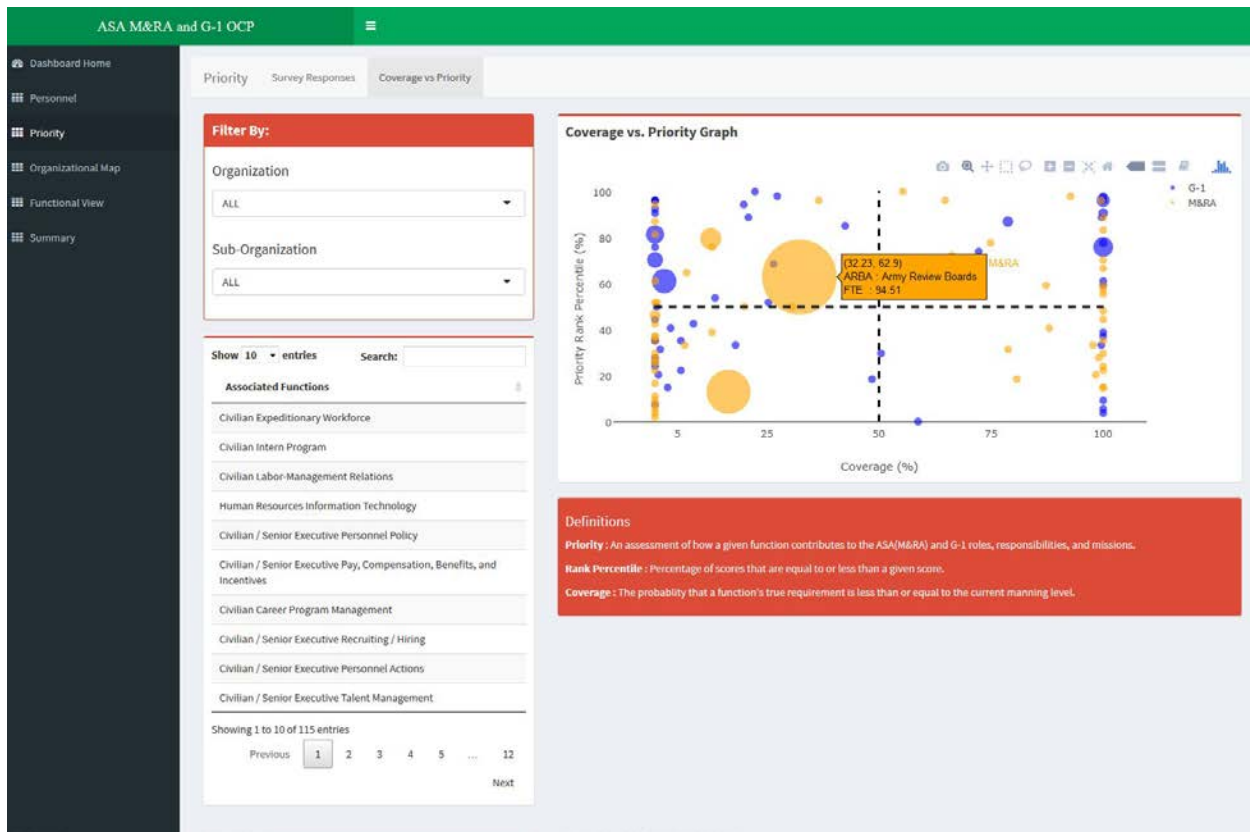 ASA M&RA and G-1 OCP
Dashboard Home
Personnel
Priority
Organizational Map
Functional View
Summary
Priority Survey Responses Coverage vs Priority
Filter By:
Organization
ALL
Sub-Organization
ALL
Show 10 entries Search:
Associated Functions
Civilian Expeditionary Workforce
Civilian Intern Program
Civilian Labor-Management Relations
Human Resources Information Technology
Civilian / Senior Executive Personnel Policy
Civilian / Senior Executive Pay, Compensation, Benefits, and
Incentives
Civilian Career Program Management
Civilian / Senior Executive Recruiting / Hiring
Civilian / Senior Executive Personnel Actions
Civilian / Senior Executive Talent Management
Showing 1 to 10 of 115 entries
Previous 1 2 3 4 5 ... 12
Next
Coverage vs. Priority Graph
G-1
M&RA
100
80
60
40
20
0
Priority Rank Percentile (%)
(32.23, 62.9)
ARBA : Army Review Boards
FTE : 94.51
M&RA
5 25 50 75 100
Coverage (%)
Definitions
Priority : An assessment of how a given function contributes to the ASA(M&RA) and G-1 roles, responsibilities, and missions.
Rank Percentile : Percentage of scores that are equal to or less than a given score.
Coverage : The probablity that a function's true requirement is less than or equal to the current manning level.